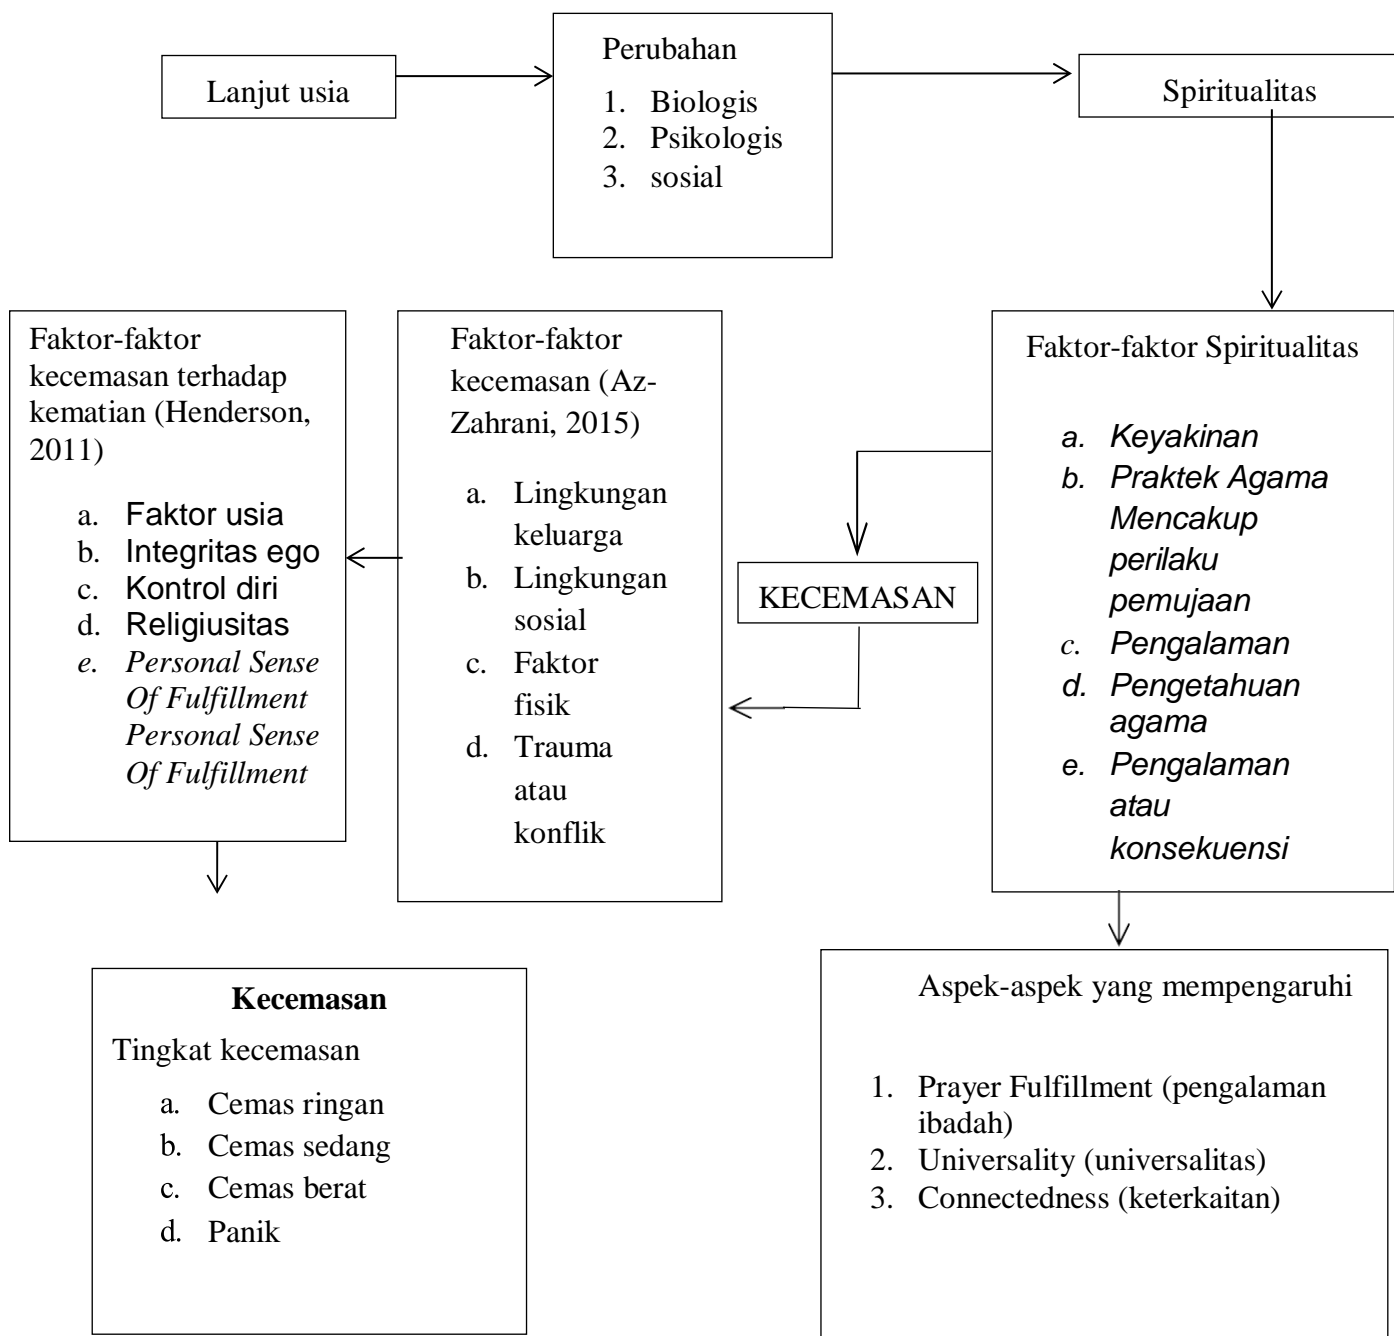 Lanjut usia
Perubahan
1. Biologis
2. Psikologis
3. sosial
Spiritualitas
Faktor-faktor
kecemasan terhadap
kematian (Henderson,
2011)
a. Faktor usia
b. Integritas ego
c. Kontrol diri
d. Religiusitas
e. Personal Sense
Of Fulfillment
Personal Sense
Of Fulfillment
Faktor-faktor
kecemasan (Az-
Zahrani, 2015)
a. Lingkungan
keluarga
b. Lingkungan
sosial
c. Faktor
fisik
d. Trauma
atau
konflik
KECEMASAN
Faktor-faktor Spiritualitas
a. Keyakinan
b. Praktek Agama
Mencakup
perilaku
pemujaan
c. Pengalaman
d. Pengetahuan
agama
e. Pengalaman
atau
konsekuensi
Kecemasan
Tingkat kecemasan
a. Cemas ringan
b. Cemas sedang
c. Cemas berat
d. Panik
Aspek-aspek yang mempengaruhi
1. Prayer Fulfillment (pengalaman
ibadah)
2. Universality (universalitas)
3. Connectedness (keterkaitan)